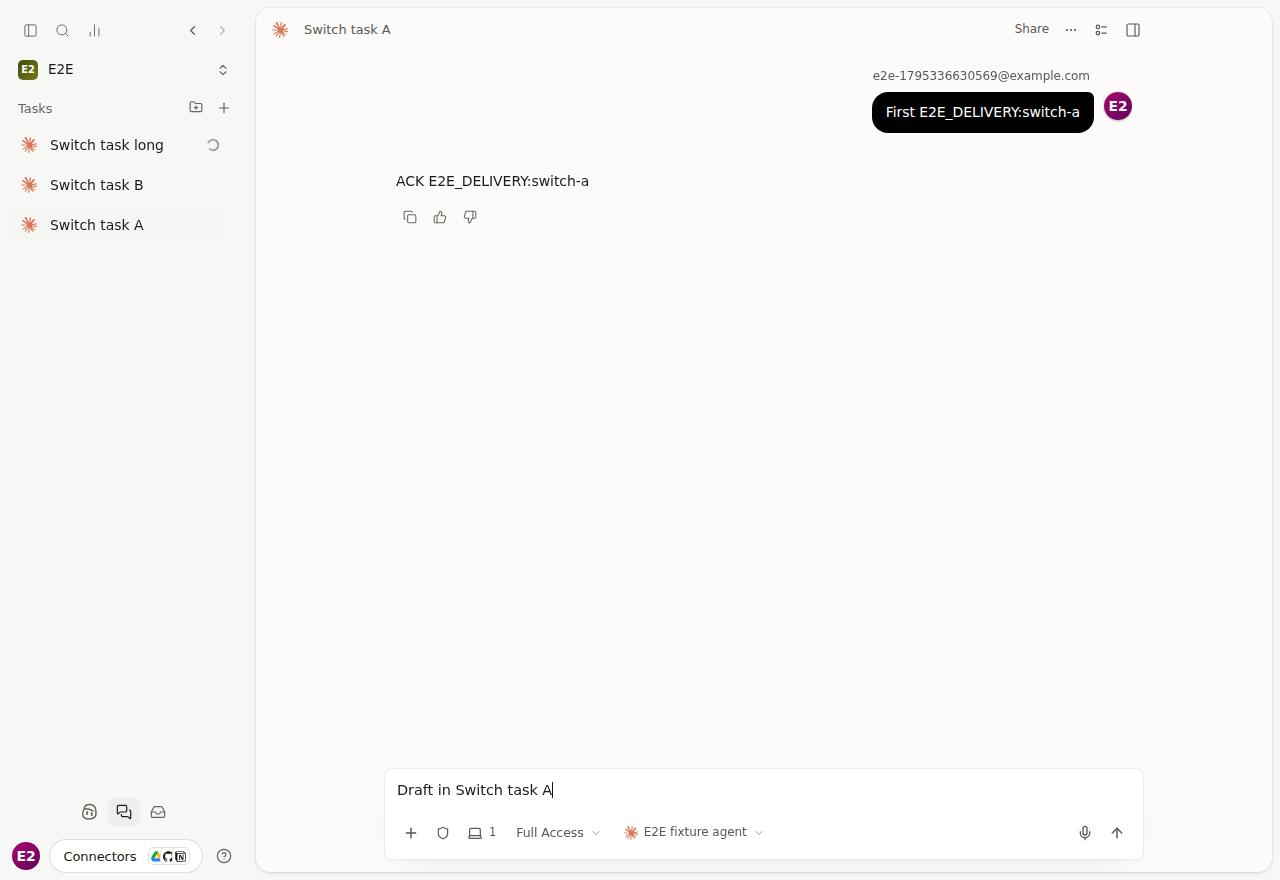 Switch task A
Share
E2 E2E
Tasks
Switch task long
Switch task B
Switch task A
e2e-1795336630569@example.com
First E2E_DELIVERY:switch-a
E2
ACK E2E_DELIVERY:switch-a
Draft in Switch task A
1 Full Access E2E fixture agent
E2 Connectors